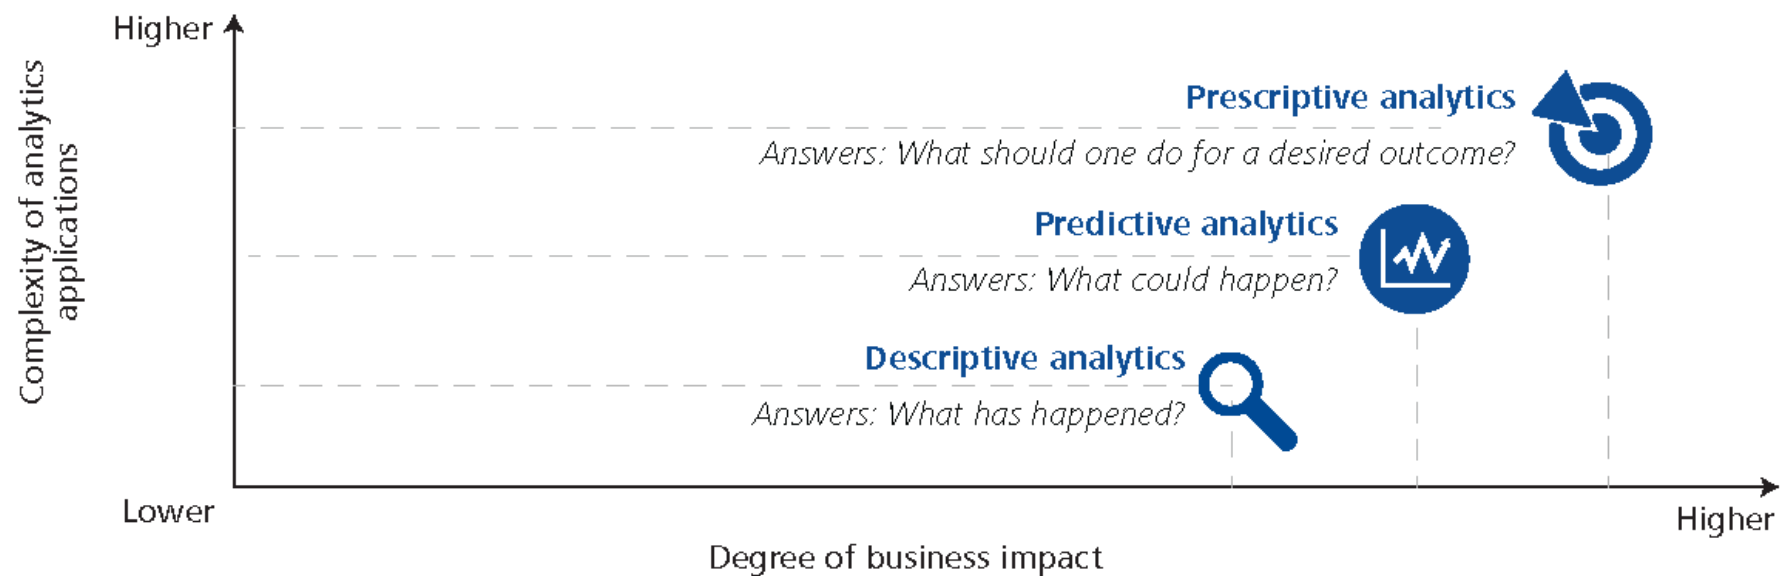 Higher
Complexity of analytics
applications
Prescriptive analytics
Answers: What should one do for a desired outcome?
Predictive analytics
Answers: What could happen?
Descriptive analytics
Answers: What has happened?
Lower
Higher
Degree of business impact